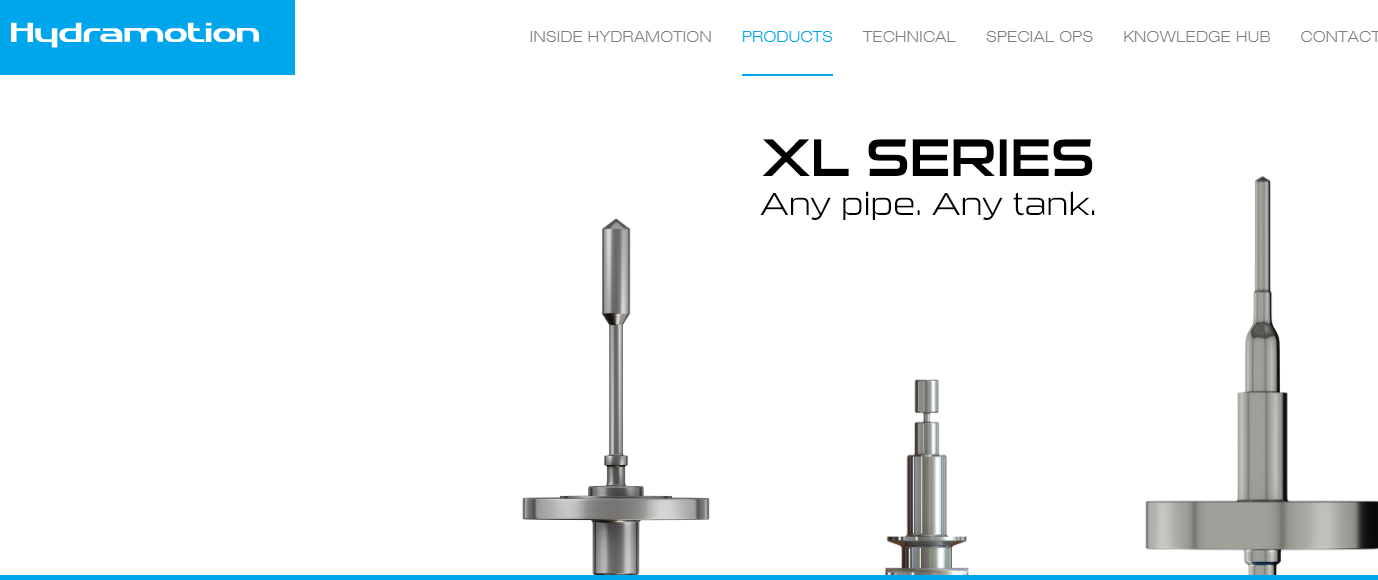 Hydramotion
INSIDE HYDRAMOTION PRODUCTS TECHNICAL SPECIAL OPS KNOWLEDGE HUB CONTACT
XL SERIES
Any pipe. Any tank.